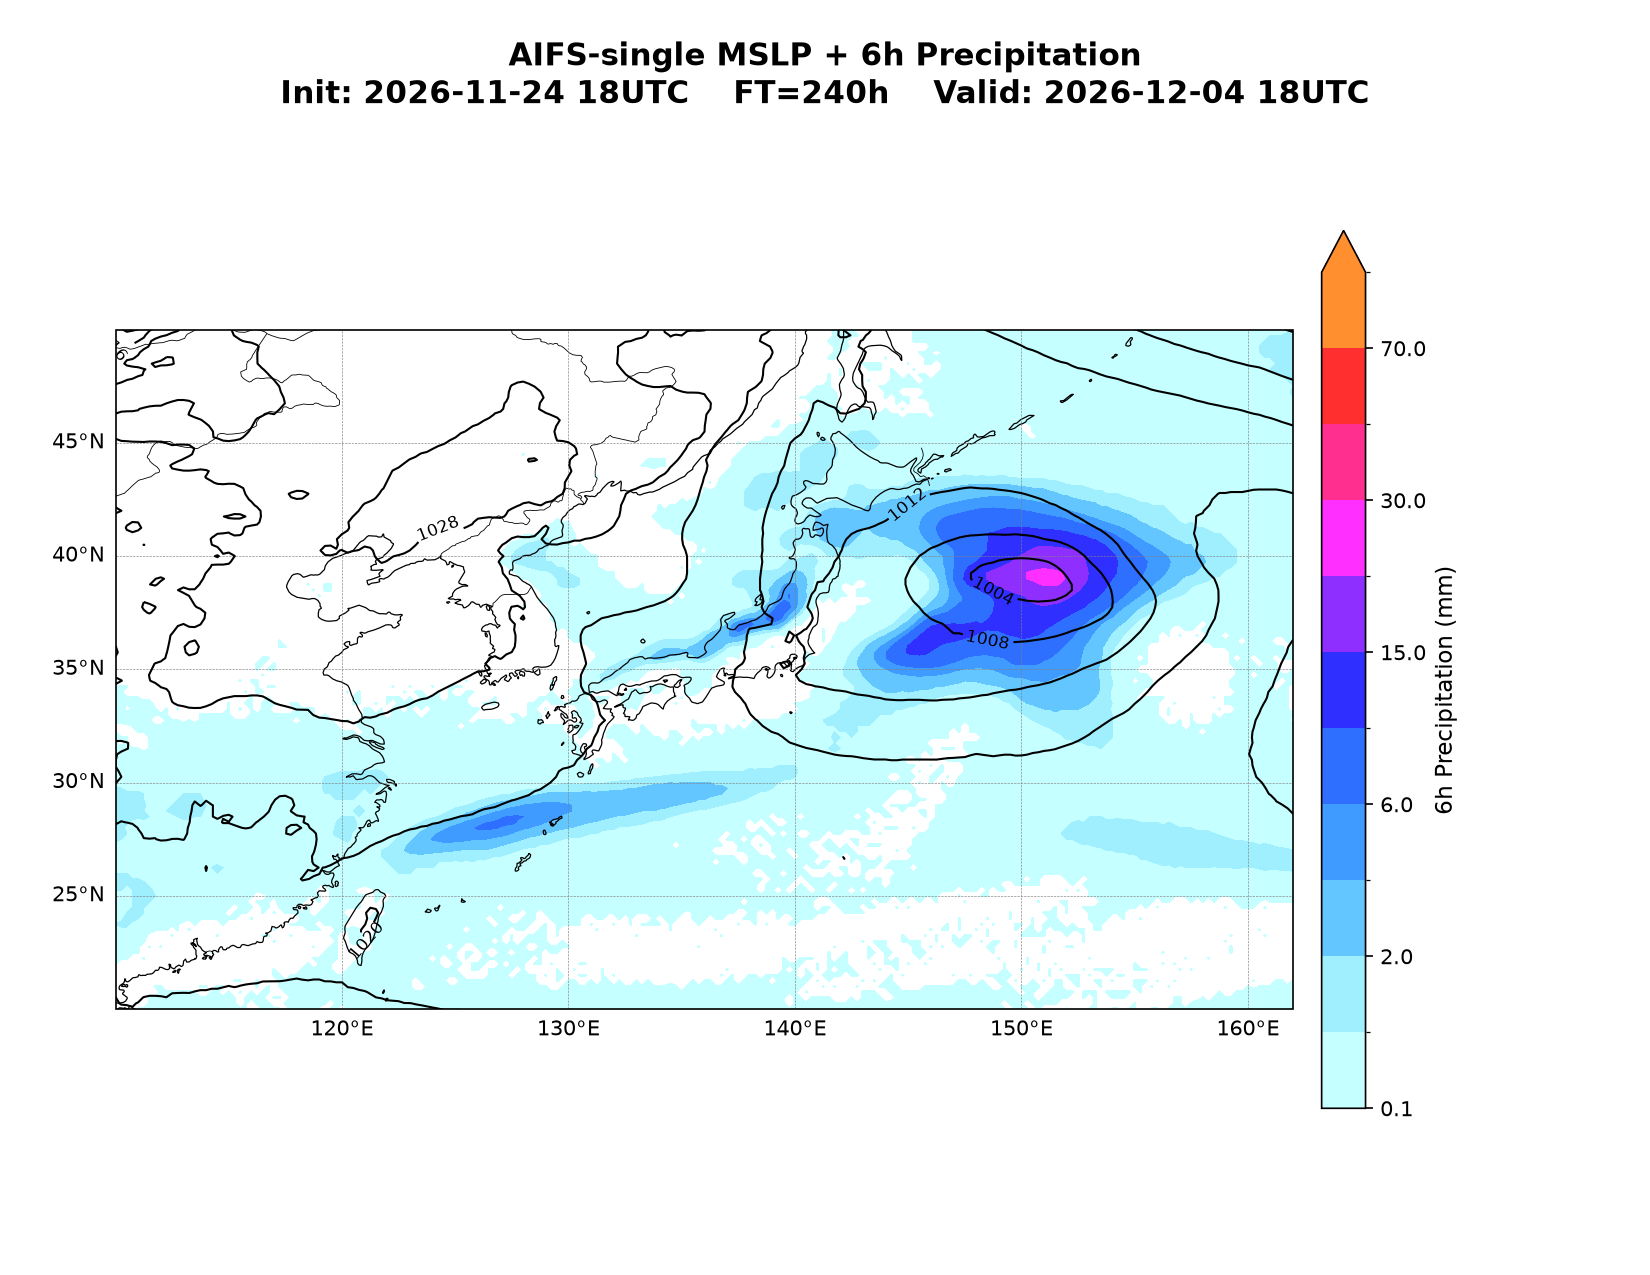 AIFS-single MSLP + 6h Precipitation
Init: 2026-11-24 18UTC    FT=240h    Valid: 2026-12-04 18UTC
70.0
30.0
15.0
6.0
2.0
0.1
6h Precipitation (mm)
45°N
40°N
35°N
30°N
25°N
1028
1012
1004
1008
1020
120°E
130°E
140°E
150°E
160°E